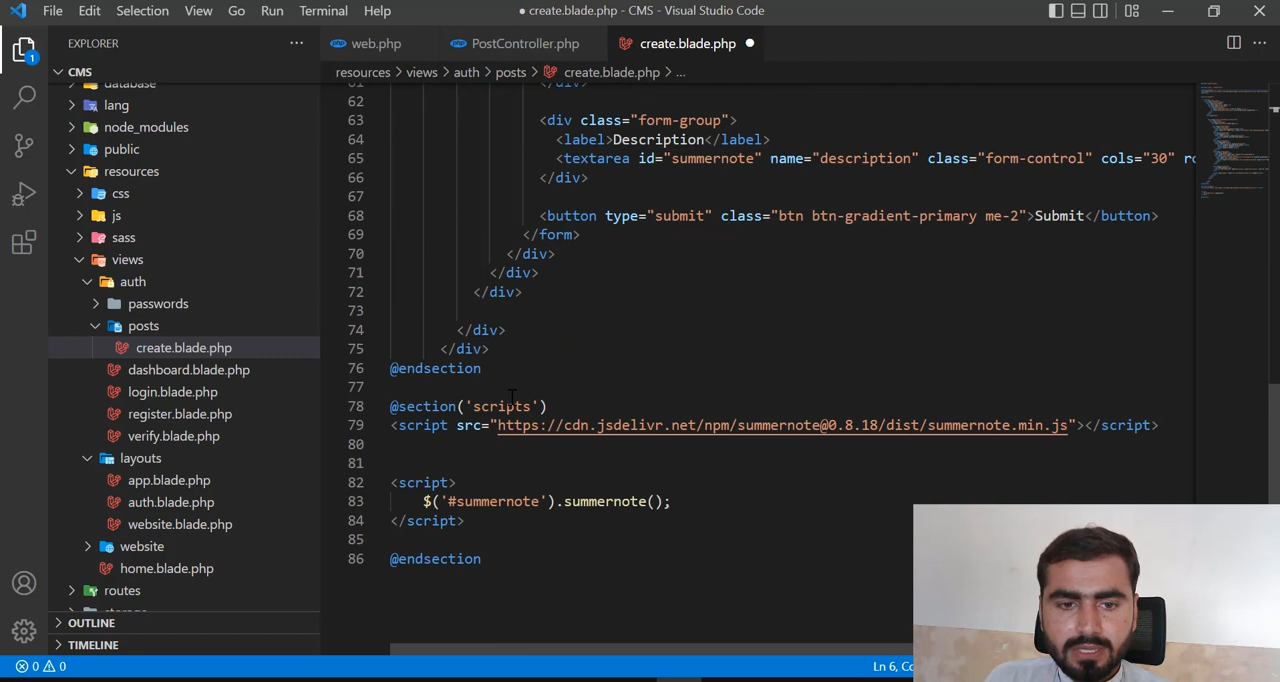 File Edit Selection View Go Run Terminal Help
● create.blade.php - CMS - Visual Studio Code
EXPLORER
web.php
PostController.php
create.blade.php
CMS
resources > views > auth > posts > create.blade.php > ...
database
lang
node_modules
public
resources
css
js
sass
views
auth
passwords
posts
create.blade.php
dashboard.blade.php
login.blade.php
register.blade.php
verify.blade.php
layouts
app.blade.php
auth.blade.php
website.blade.php
website
home.blade.php
routes
OUTLINE
TIMELINE
1
61 </div>
62
63 <div class="form-group">
64 <label>Description</label>
65 <textarea id="summernote" name="description" class="form-control" cols="30" ro
66 </div>
67
68 <button type="submit" class="btn btn-gradient-primary me-2">Submit</button>
69 </form>
70 </div>
71 </div>
72 </div>
73
74 </div>
75 </div>
76 @endsection
77
78 @section('scripts')
79 <script src="https://cdn.jsdelivr.net/npm/summernote@0.8.18/dist/summernote.min.js"></script>
80
81
82 <script>
83 $('#summernote').summernote();
84 </script>
85
86 @endsection
0 0
Ln 6, Co